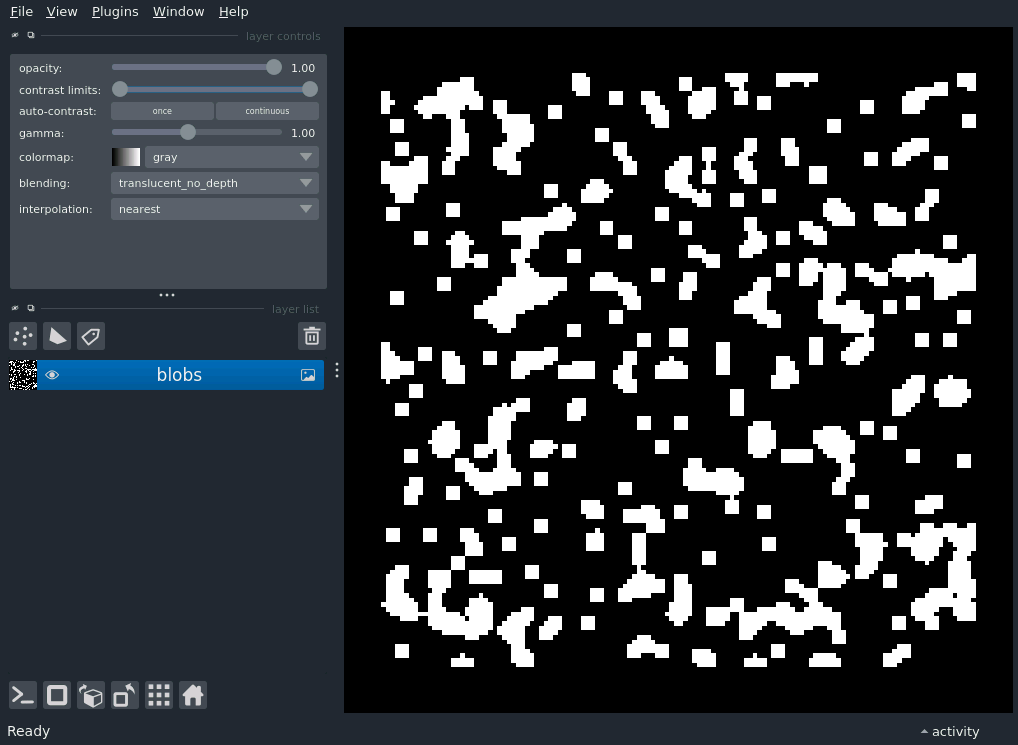 File View Plugins Window Help
layer controls
opacity: 1.00
contrast limits:
auto-contrast: once continuous
gamma: 1.00
colormap: gray
blending: translucent_no_depth
interpolation: nearest
layer list
blobs
Ready activity